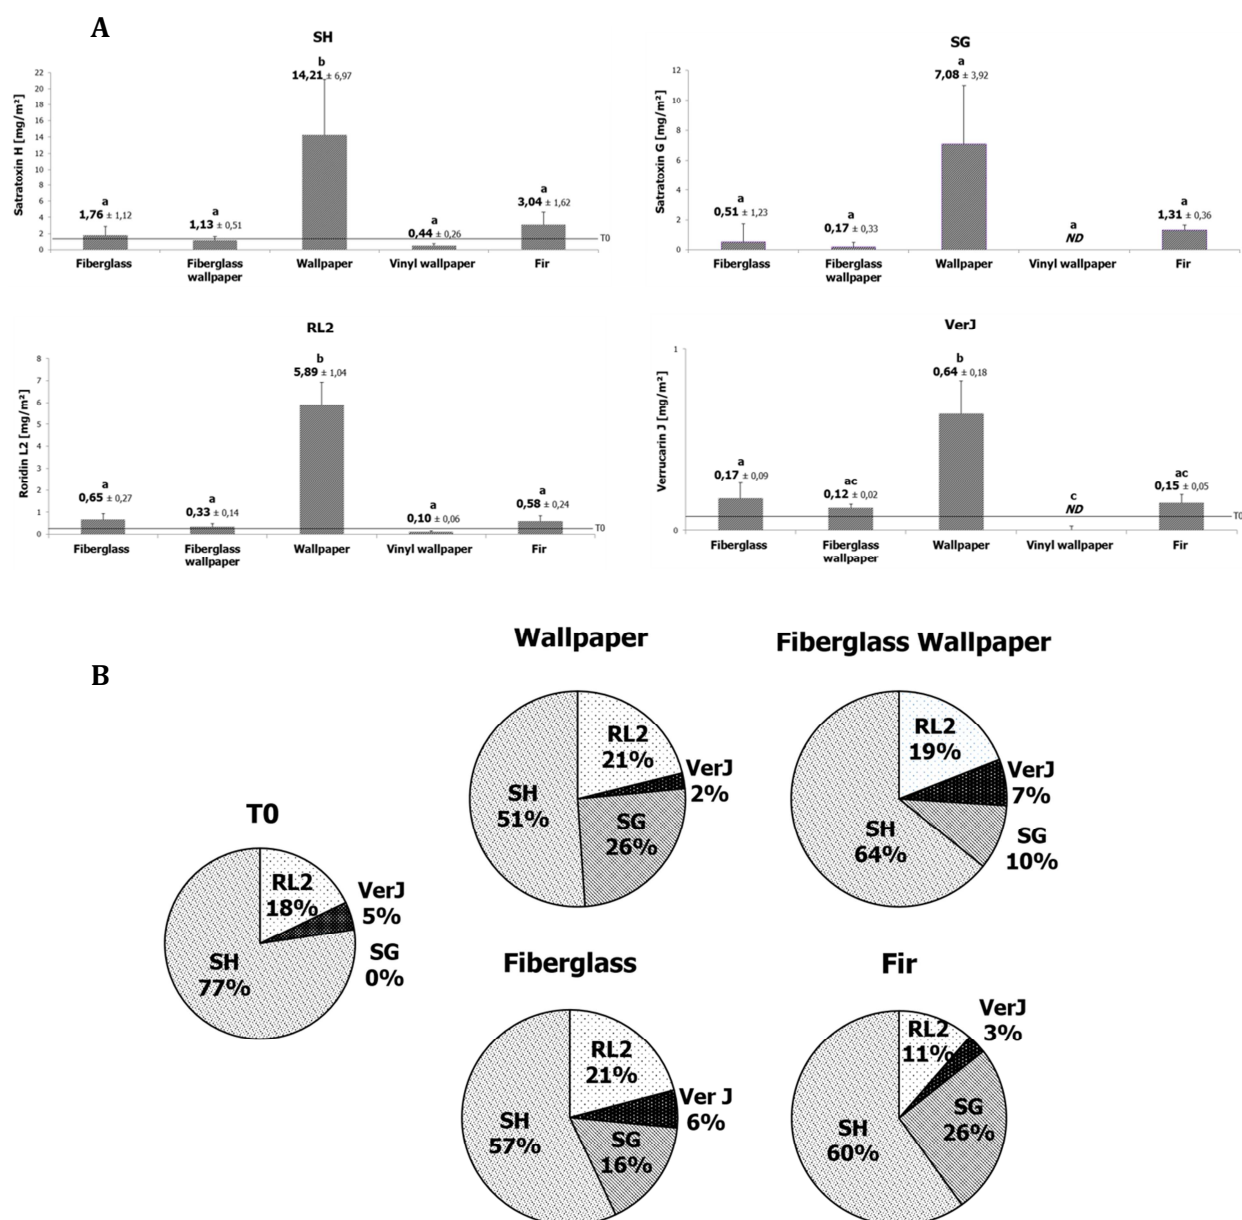 A
SH
Satratoxin H [mg/m²]
22
20
18
16
14
12
10
8
6
4
2
0
a
1,76 ± 1,12
a
1,13 ± 0,51
b
14,21 ± 6,97
a
0,44 ± 0,26
a
3,04 ± 1,62
T0
Fiberglass
Fiberglass
wallpaper
Wallpaper
Vinyl wallpaper
Fir
SG
Satratoxin G [mg/m²]
12
10
8
6
4
2
0
a
0,51 ± 1,23
a
0,17 ± 0,33
a
7,08 ± 3,92
a
ND
a
1,31 ± 0,36
Fiberglass
Fiberglass
wallpaper
Wallpaper
Vinyl wallpaper
Fir
RL2
Roridin L2 [mg/m²]
8
7
6
5
4
3
2
1
0
a
0,65 ± 0,27
a
0,33 ± 0,14
b
5,89 ± 1,04
a
0,10 ± 0,06
a
0,58 ± 0,24
T0
Fiberglass
Fiberglass
wallpaper
Wallpaper
Vinyl wallpaper
Fir
VerJ
Verrucarin J [mg/m²]
1
0
a
0,17 ± 0,09
ac
0,12 ± 0,02
b
0,64 ± 0,18
c
ND
ac
0,15 ± 0,05
T0
Fiberglass
Fiberglass
wallpaper
Wallpaper
Vinyl wallpaper
Fir
B
T0
RL2
18%
VerJ
5%
SG
0%
SH
77%
Wallpaper
RL2
21%
VerJ
2%
SG
26%
SH
51%
Fiberglass Wallpaper
RL2
19%
VerJ
7%
SG
10%
SH
64%
Fiberglass
RL2
21%
Ver J
6%
SG
16%
SH
57%
Fir
RL2
11%
VerJ
3%
SG
26%
SH
60%